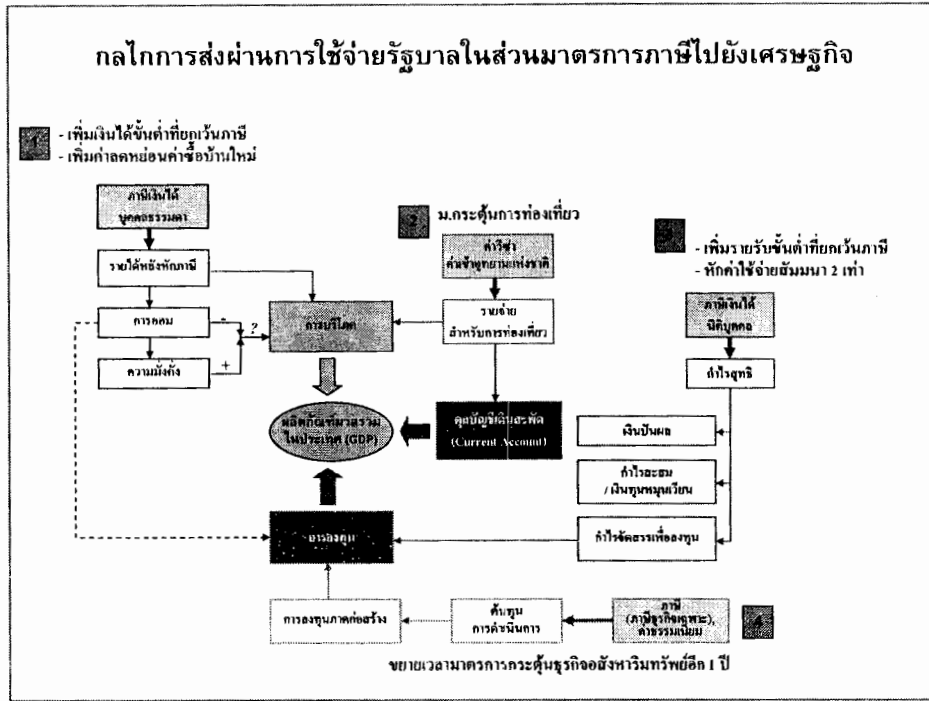 กลไกการส่งผ่านการใช้จ่ายรัฐบาลในส่วนมาตรการภาษีไปยังเศรษฐกิจ
1
- เพิ่มเงินได้ขั้นต่ำที่ยกเว้นภาษี
- เพิ่มค่าลดหย่อนค่าซื้อบ้านใหม่
ภาษีเงินได้
บุคคลธรรมดา
รายได้หลังหักภาษี
การออม
ความมั่งคั่ง
-
?
+
การบริโภค
2
ม.กระตุ้นการท่องเที่ยว
ค่าวีซ่า
ค่าเข้าอุทยานแห่งชาติ
รายจ่าย
สำหรับการท่องเที่ยว
ดุลบัญชีเดินสะพัด
(Current Account)
ผลิตภัณฑ์มวลรวม
ในประเทศ (GDP)
- เพิ่มรายรับขั้นต่ำที่ยกเว้นภาษี
- หักค่าใช้จ่ายสัมมนา 2 เท่า
ภาษีเงินได้
นิติบุคคล
กำไรสุทธิ
เงินปันผล
กำไรสะสม
/ เงินทุนหมุนเวียน
กำไรจัดสรรเพื่อลงทุน
การลงทุน
การลงทุนภาคก่อสร้าง
ต้นทุน
การดำเนินการ
ภาษี
(ภาษีธุรกิจเฉพาะ),
ค่าธรรมเนียม
4
ขยายเวลามาตรการกระตุ้นธุรกิจอสังหาริมทรัพย์อีก 1 ปี